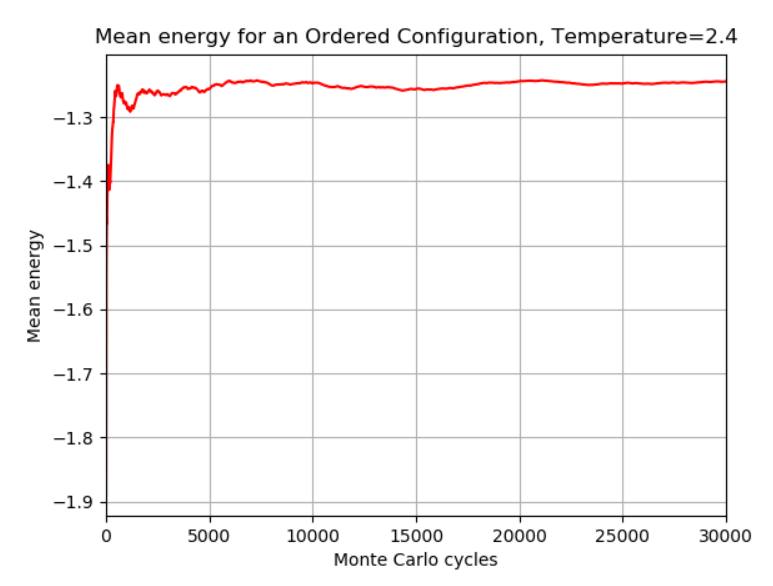 Mean energy for an Ordered Configuration, Temperature=2.4
−1.3
−1.4
−1.5
−1.6
−1.7
−1.8
−1.9
Mean energy
0 5000 10000 15000 20000 25000 30000
Monte Carlo cycles